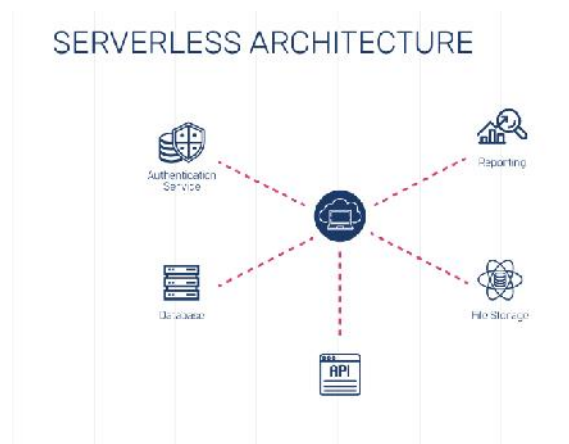 SERVERLESS ARCHITECTURE
Authentication
Service
Reporting
Database
File Storage
API